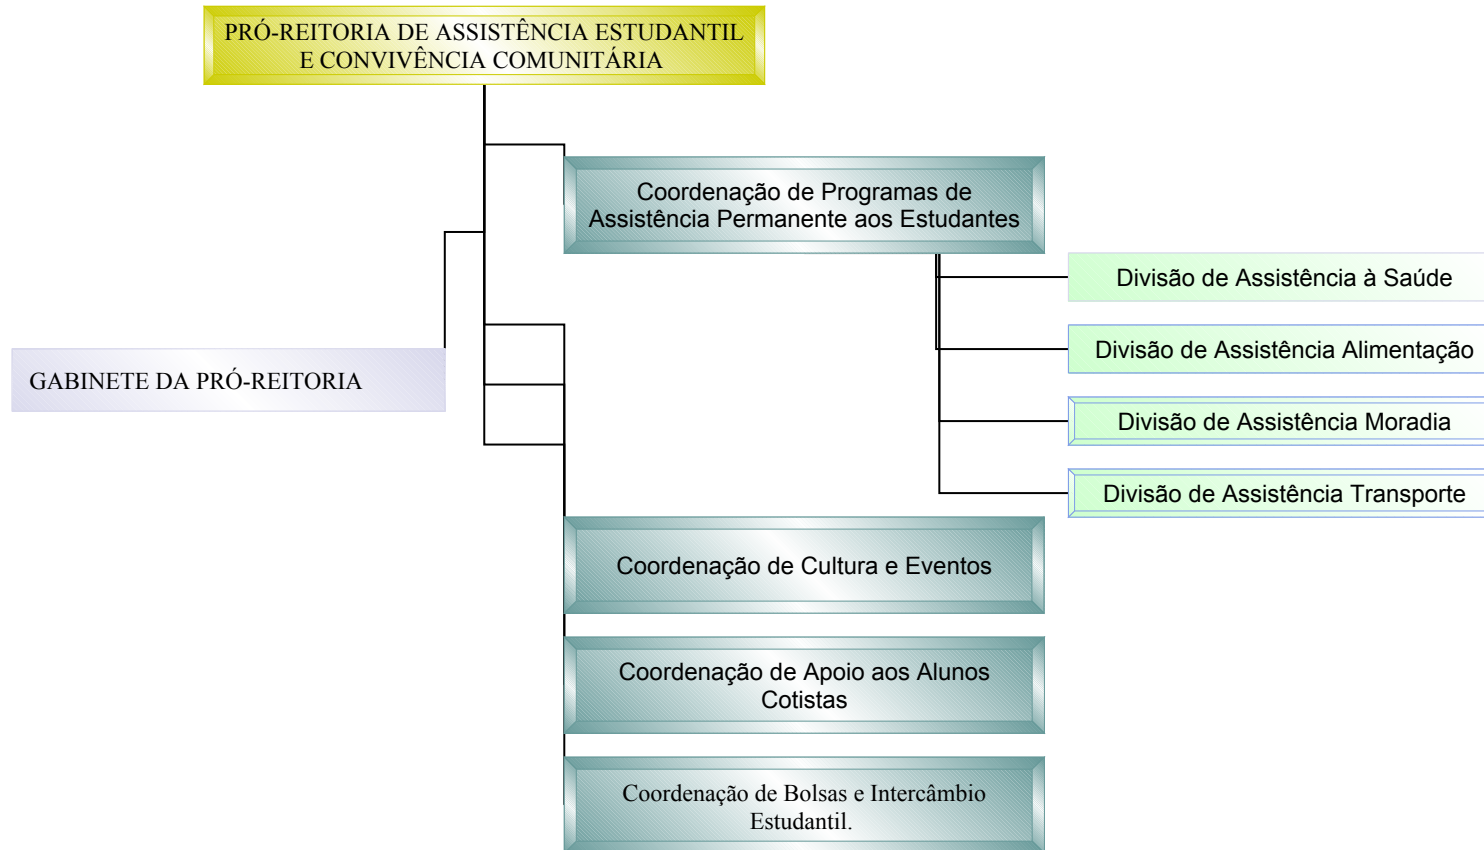 PRÓ-REITORIA DE ASSISTÊNCIA ESTUDANTIL
E CONVIVÊNCIA COMUNITÁRIA
Coordenação de Programas de
Assistência Permanente aos Estudantes
Divisão de Assistência à Saúde
Divisão de Assistência Alimentação
GABINETE DA PRÓ-REITORIA
Divisão de Assistência Moradia
Divisão de Assistência Transporte
Coordenação de Cultura e Eventos
Coordenação de Apoio aos Alunos
Cotistas
Coordenação de Bolsas e Intercâmbio
Estudantil.